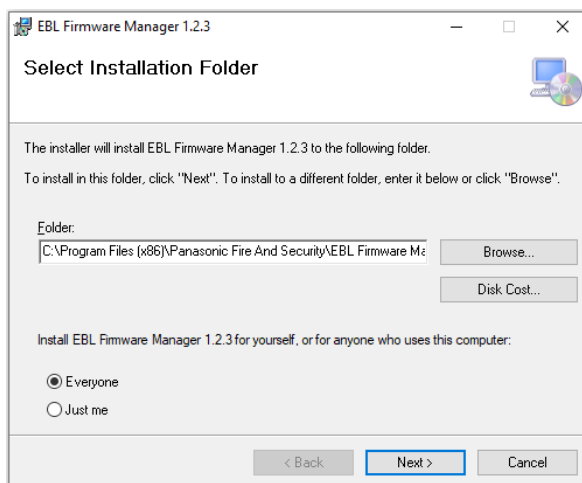 EBL Firmware Manager 1.2.3
Select Installation Folder
The installer will install EBL Firmware Manager 1.2.3 to the following folder.
To install in this folder, click "Next". To install to a different folder, enter it below or click "Browse".
Folder:
C:\Program Files (x86)\Panasonic Fire And Security\EBL Firmware Ma
Browse...
Disk Cost...
Install EBL Firmware Manager 1.2.3 for yourself, or for anyone who uses this computer:
Everyone
Just me
< Back
Next >
Cancel